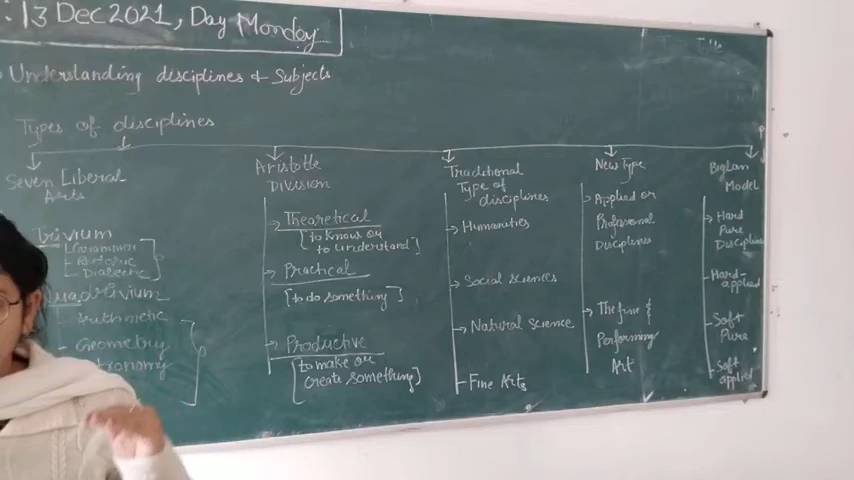 : 13 Dec 2021, Day Monday
Title
Understanding disciplines & Subjects
Types of disciplines
Seven Liberal
Arts
Trivium
Grammar
Rhetoric
Dialectic
Quadrivium
Arithmetic
Geometry
Aristotle
Division
Theoretical
[to know or
to understand]
Practical
[to do something]
Productive
[to make or
create something]
Traditional
Type of
disciplines
Humanities
Social sciences
Natural Science
Fine Arts
New Type
Applied or
Professional
Disciplines
The fine &
Performing
Art
Biglan
Model
Hard
Pure
Disciplines
Hard-
applied
Soft
Pure
Soft
applied